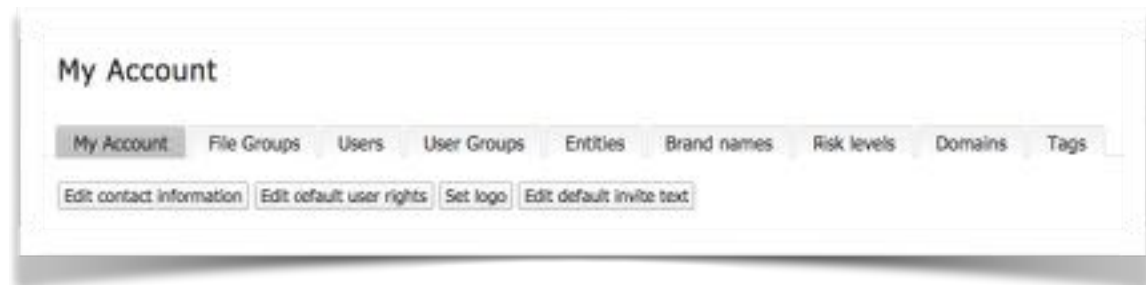 My Account
My Account File Groups Users User Groups Entities Brand names Risk levels Domains Tags
Edit contact information Edit default user rights Set logo Edit default invite text